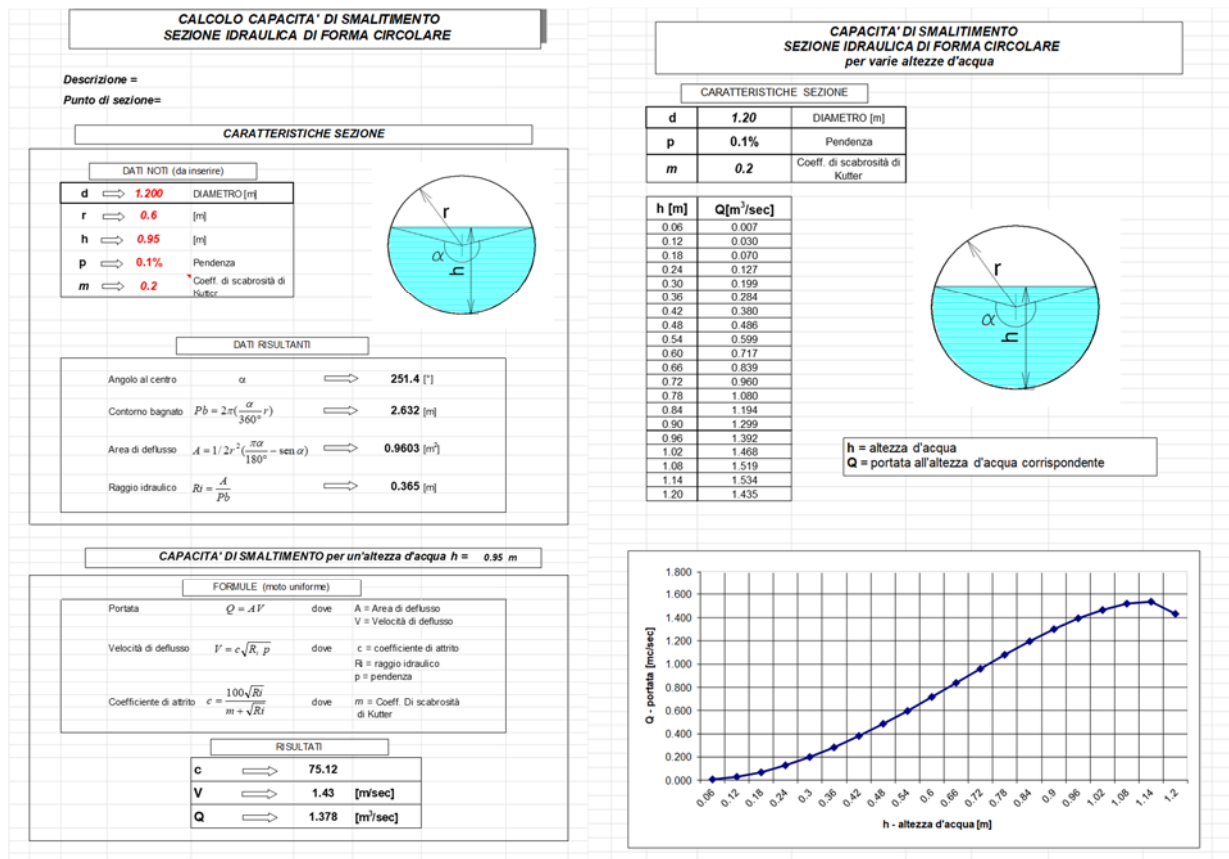 CALCOLO CAPACITA' DI SMALITIMENTO
SEZIONE IDRAULICA DI FORMA CIRCOLARE
Descrizione =
Punto di sezione=
CARATTERISTICHE SEZIONE
DATI NOTI (da inserire)
d 1.200 DIAMETRO [m]
r 0.6 [m]
h 0.95 [m]
p 0.1% Pendenza
m 0.2 Coeff. di scabrosità di
Kutter
r
α
h
DATI RISULTANTI
Angolo al centro α 251.4 [°]
Contorno bagnato Pb = 2π(α/360° r) 2.632 [m]
Area di deflusso A = 1/2r²(πα/180° − sen α) 0.9603 [m²]
Raggio idraulico Ri = A/Pb 0.365 [m]
CAPACITA' DI SMALTIMENTO per un'altezza d'acqua h = 0.95 m
FORMULE (moto uniforme)
Portata Q = AV dove A = Area di deflusso
V = Velocità di deflusso
Velocità di deflusso V = c√R, p dove c = coefficiente di attrito
Ri = raggio idraulico
p = pendenza
Coefficiente di attrito c = 100√Ri/m + √Ri dove m = Coeff. Di scabrosità
di Kutter
RISULTATI
c 75.12
V 1.43 [m/sec]
Q 1.378 [m³/sec]
CAPACITA' DI SMALITIMENTO
SEZIONE IDRAULICA DI FORMA CIRCOLARE
per varie altezze d'acqua
CARATTERISTICHE SEZIONE
d 1.20 DIAMETRO [m]
p 0.1% Pendenza
m 0.2 Coeff. di scabrosità di
Kutter
h [m] Q[m³/sec]
0.06 0.007
0.12 0.030
0.18 0.070
0.24 0.127
0.30 0.199
0.36 0.284
0.42 0.380
0.48 0.486
0.54 0.599
0.60 0.717
0.66 0.839
0.72 0.960
0.78 1.080
0.84 1.194
0.90 1.299
0.96 1.392
1.02 1.468
1.08 1.519
1.14 1.534
1.20 1.435
r
α
h
h = altezza d'acqua
Q = portata all'altezza d'acqua corrispondente
Q - portata [mc/sec]
1.800
1.600
1.400
1.200
1.000
0.800
0.600
0.400
0.200
0.000
0.06 0.12 0.18 0.24 0.3 0.36 0.42 0.48 0.54 0.6 0.66 0.72 0.78 0.84 0.9 0.96 1.02 1.08 1.14 1.2
h - altezza d'acqua [m]